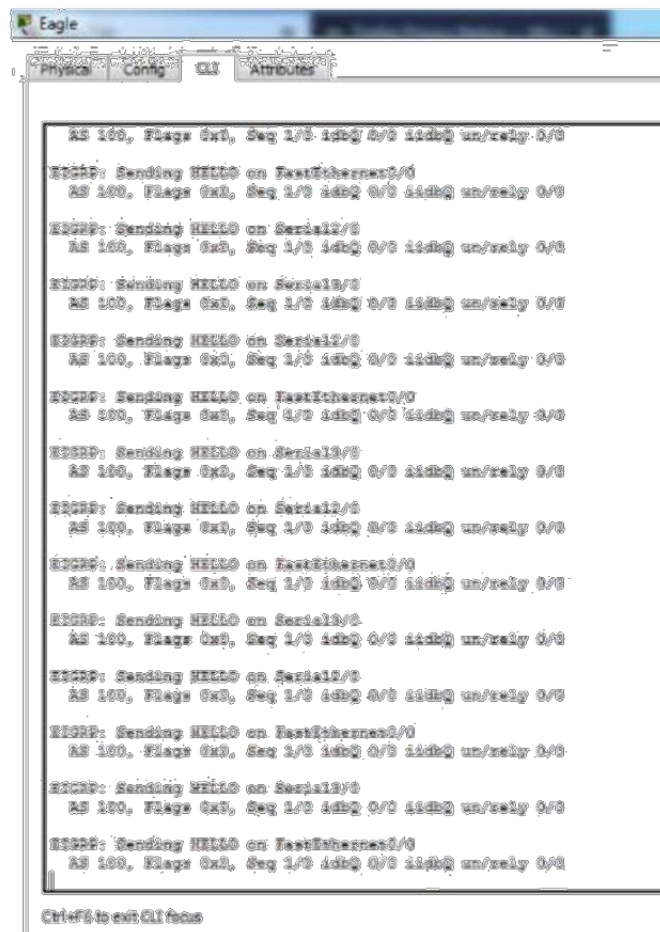 Eagle
Physical Config CLI Attributes
AS 100, Flags 0x0, Seq 1/0 idbQ 0/0 iidbQ un/rely 0/0
EIGRP: Sending HELLO on FastEthernet0/0
AS 100, Flags 0x0, Seq 1/0 idbQ 0/0 iidbQ un/rely 0/0
EIGRP: Sending HELLO on Serial2/0
AS 100, Flags 0x0, Seq 1/0 idbQ 0/0 iidbQ un/rely 0/0
EIGRP: Sending HELLO on Serial3/0
AS 100, Flags 0x0, Seq 1/0 idbQ 0/0 iidbQ un/rely 0/0
EIGRP: Sending HELLO on Serial2/0
AS 100, Flags 0x0, Seq 1/0 idbQ 0/0 iidbQ un/rely 0/0
EIGRP: Sending HELLO on FastEthernet0/0
AS 100, Flags 0x0, Seq 1/0 idbQ 0/0 iidbQ un/rely 0/0
EIGRP: Sending HELLO on Serial3/0
AS 100, Flags 0x0, Seq 1/0 idbQ 0/0 iidbQ un/rely 0/0
EIGRP: Sending HELLO on Serial2/0
AS 100, Flags 0x0, Seq 1/0 idbQ 0/0 iidbQ un/rely 0/0
EIGRP: Sending HELLO on FastEthernet0/0
AS 100, Flags 0x0, Seq 1/0 idbQ 0/0 iidbQ un/rely 0/0
EIGRP: Sending HELLO on Serial3/0
AS 100, Flags 0x0, Seq 1/0 idbQ 0/0 iidbQ un/rely 0/0
EIGRP: Sending HELLO on Serial2/0
AS 100, Flags 0x0, Seq 1/0 idbQ 0/0 iidbQ un/rely 0/0
EIGRP: Sending HELLO on FastEthernet0/0
AS 100, Flags 0x0, Seq 1/0 idbQ 0/0 iidbQ un/rely 0/0
EIGRP: Sending HELLO on Serial3/0
AS 100, Flags 0x0, Seq 1/0 idbQ 0/0 iidbQ un/rely 0/0
EIGRP: Sending HELLO on FastEthernet0/0
AS 100, Flags 0x0, Seq 1/0 idbQ 0/0 iidbQ un/rely 0/0
Ctrl+F6 to exit CLI focus